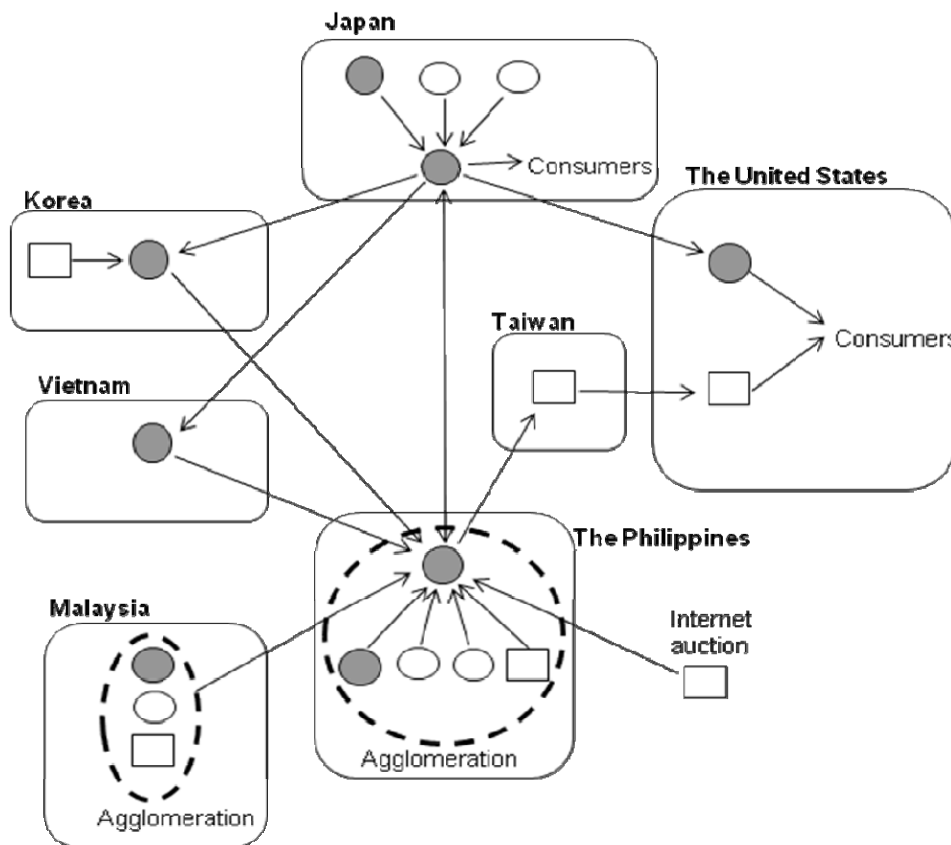 Japan
Consumers
The United States
Korea
Taiwan
Consumers
Vietnam
The Philippines
Malaysia
Internet
auction
Agglomeration
Agglomeration